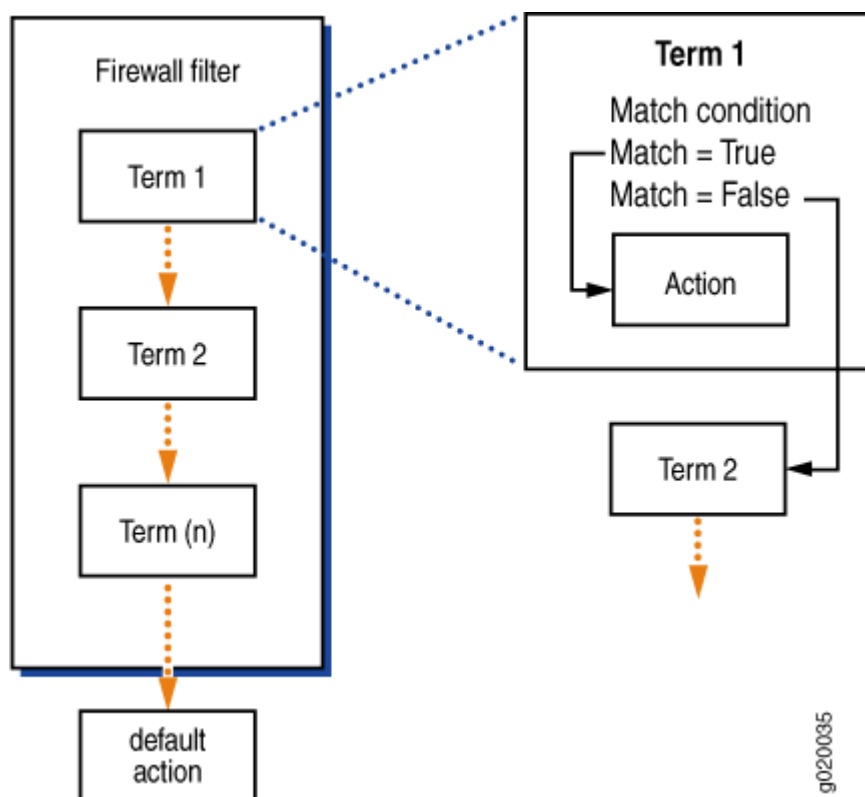 Firewall filter
Term 1
Term 2
Term (n)
default
action
Term 1
Match condition
Match = True
Match = False
Action
Term 2
g020035